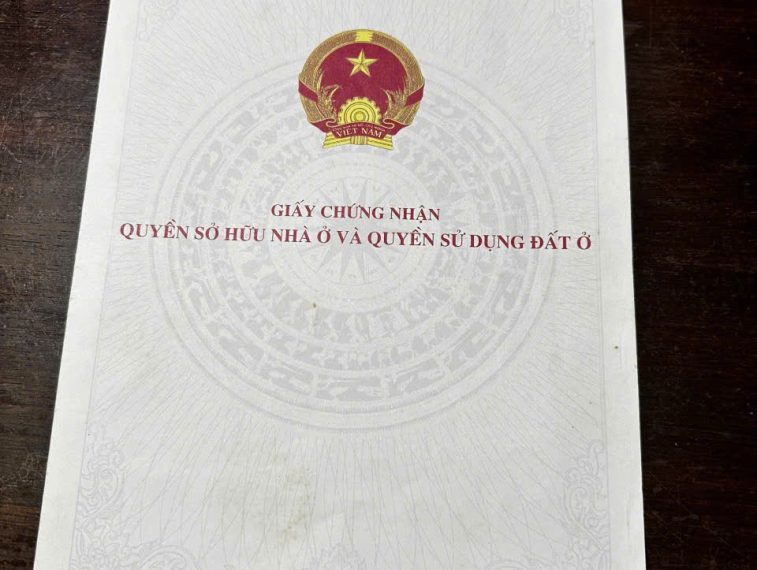 VIỆT NAM
GIẤY CHỨNG NHẬN
QUYỀN SỞ HỮU NHÀ Ở VÀ QUYỀN SỬ DỤNG ĐẤT Ở